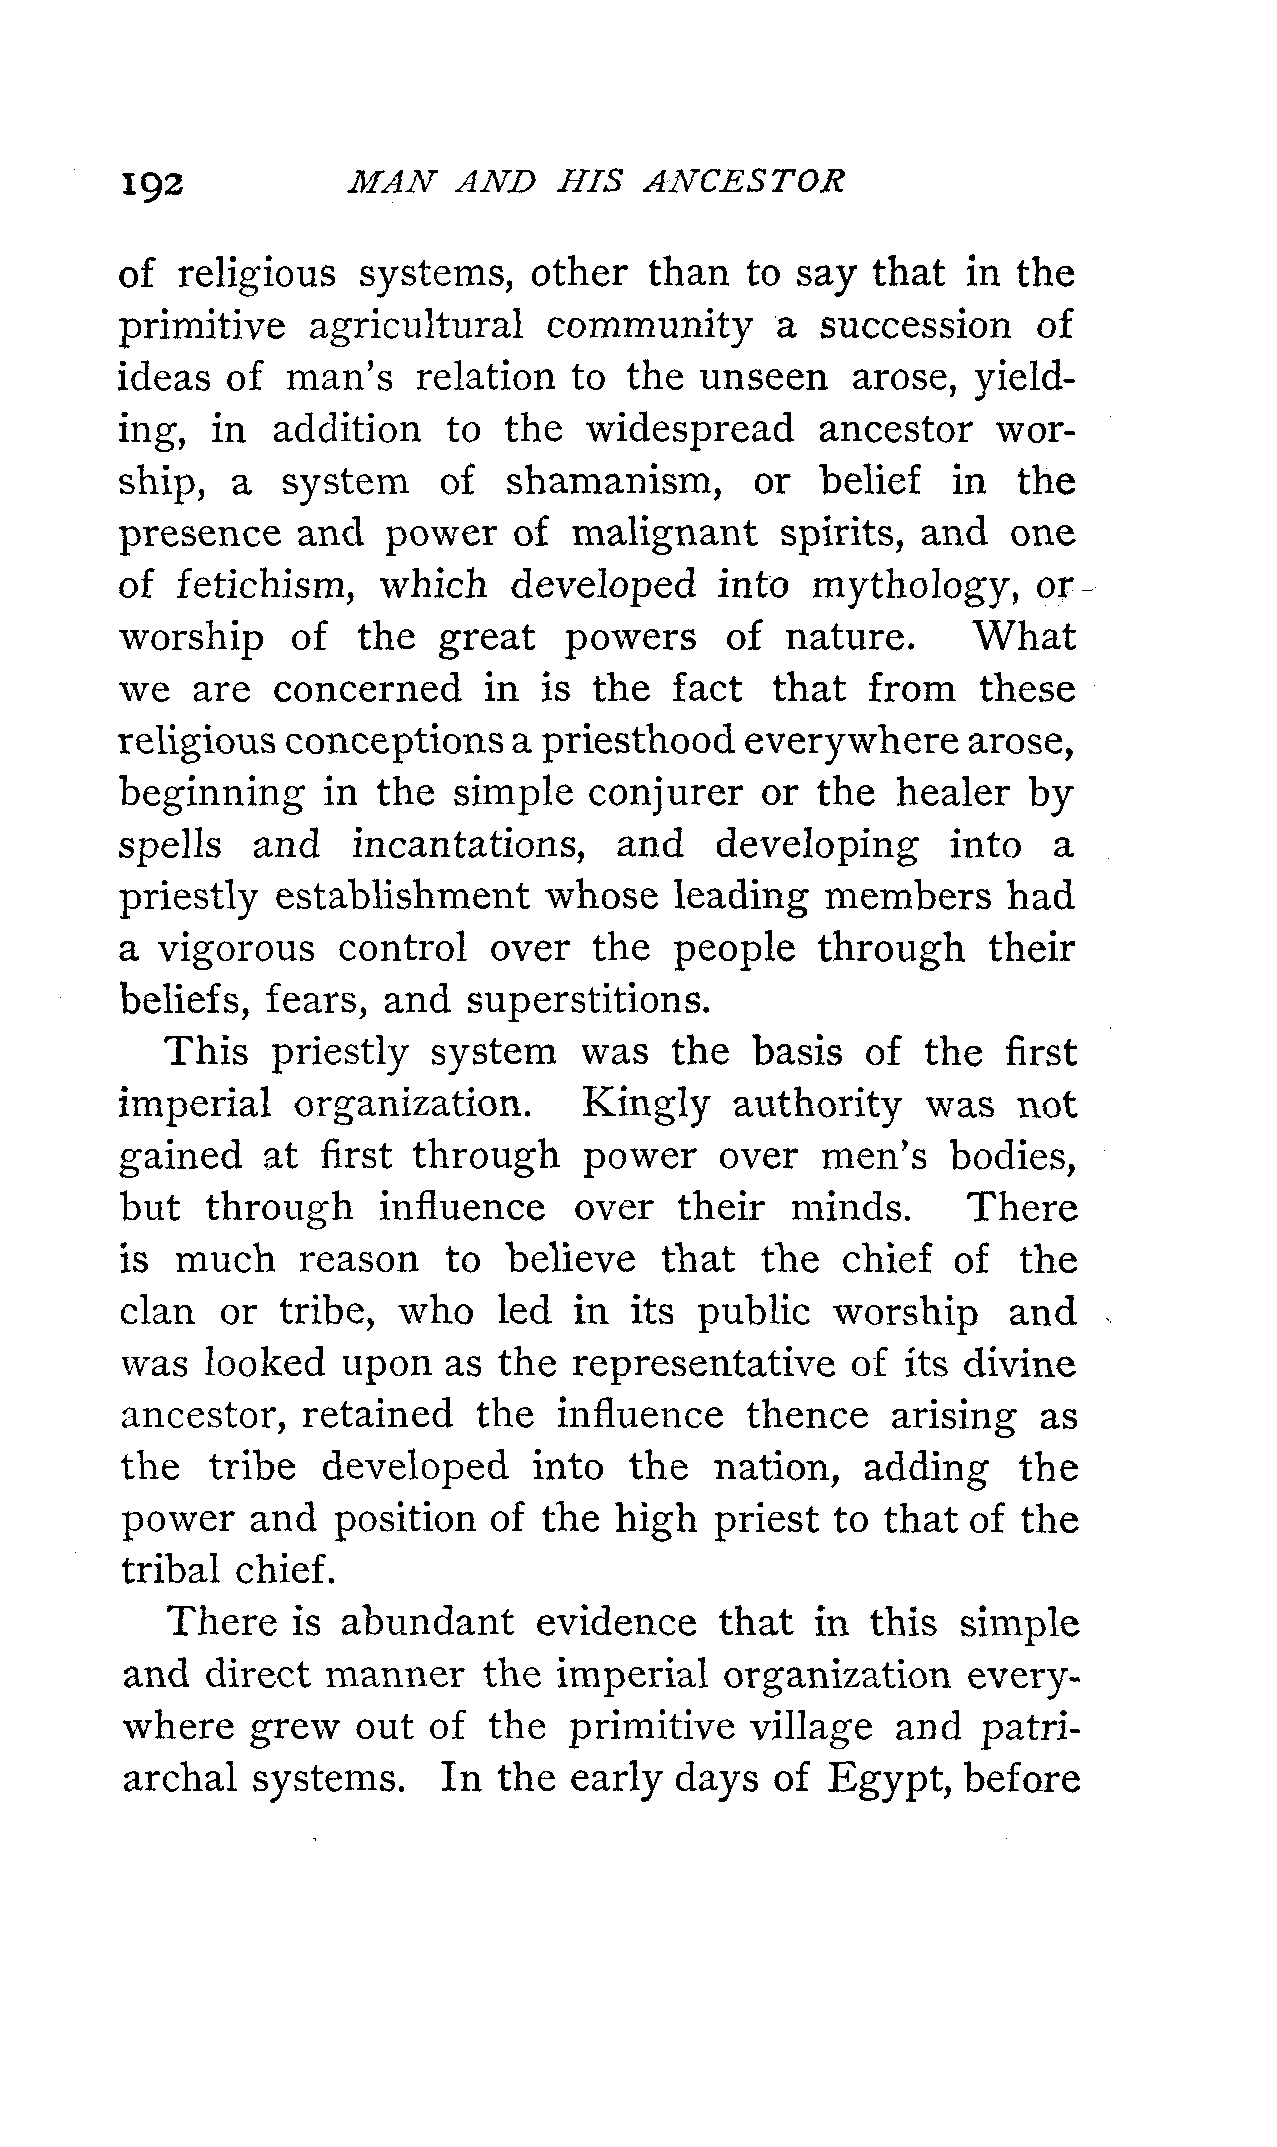 192 MAN AND HIS ANCESTOR
of religious systems, other than to say that in the
primitive agricultural community a succession of
ideas of man's relation to the unseen arose, yield-
ing, in addition to the widespread ancestor wor-
ship, a system of shamanism, or belief in the
presence and power of malignant spirits, and one
of fetichism, which developed into mythology, or
worship of the great powers of nature. What
we are concerned in is the fact that from these
religious conceptions a priesthood everywhere arose,
beginning in the simple conjurer or the healer by
spells and incantations, and developing into a
priestly establishment whose leading members had
a vigorous control over the people through their
beliefs, fears, and superstitions.
This priestly system was the basis of the first
imperial organization. Kingly authority was not
gained at first through power over men's bodies,
but through influence over their minds. There
is much reason to believe that the chief of the
clan or tribe, who led in its public worship and
was looked upon as the representative of its divine
ancestor, retained the influence thence arising as
the tribe developed into the nation, adding the
power and position of the high priest to that of the
tribal chief.
There is abundant evidence that in this simple
and direct manner the imperial organization every-
where grew out of the primitive village and patri-
archal systems. In the early days of Egypt, before